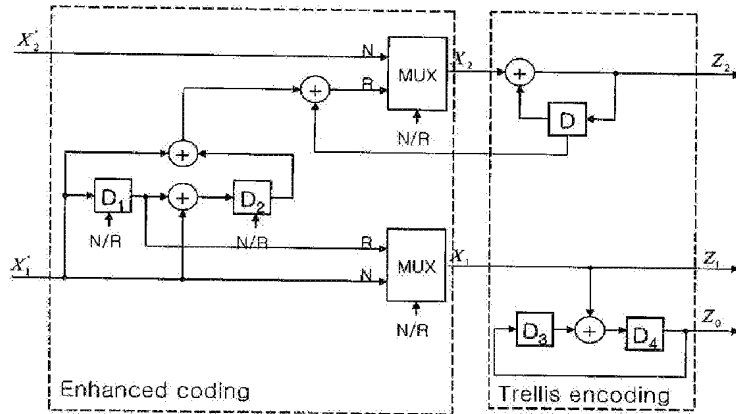 X'2
N
MUX
X2
Z2
R
N/R
D
D1
D2
N/R
N/R
R
X'1
N
MUX
X1
Z1
N/R
D3
D4
Z0
Enhanced coding
Trellis encoding